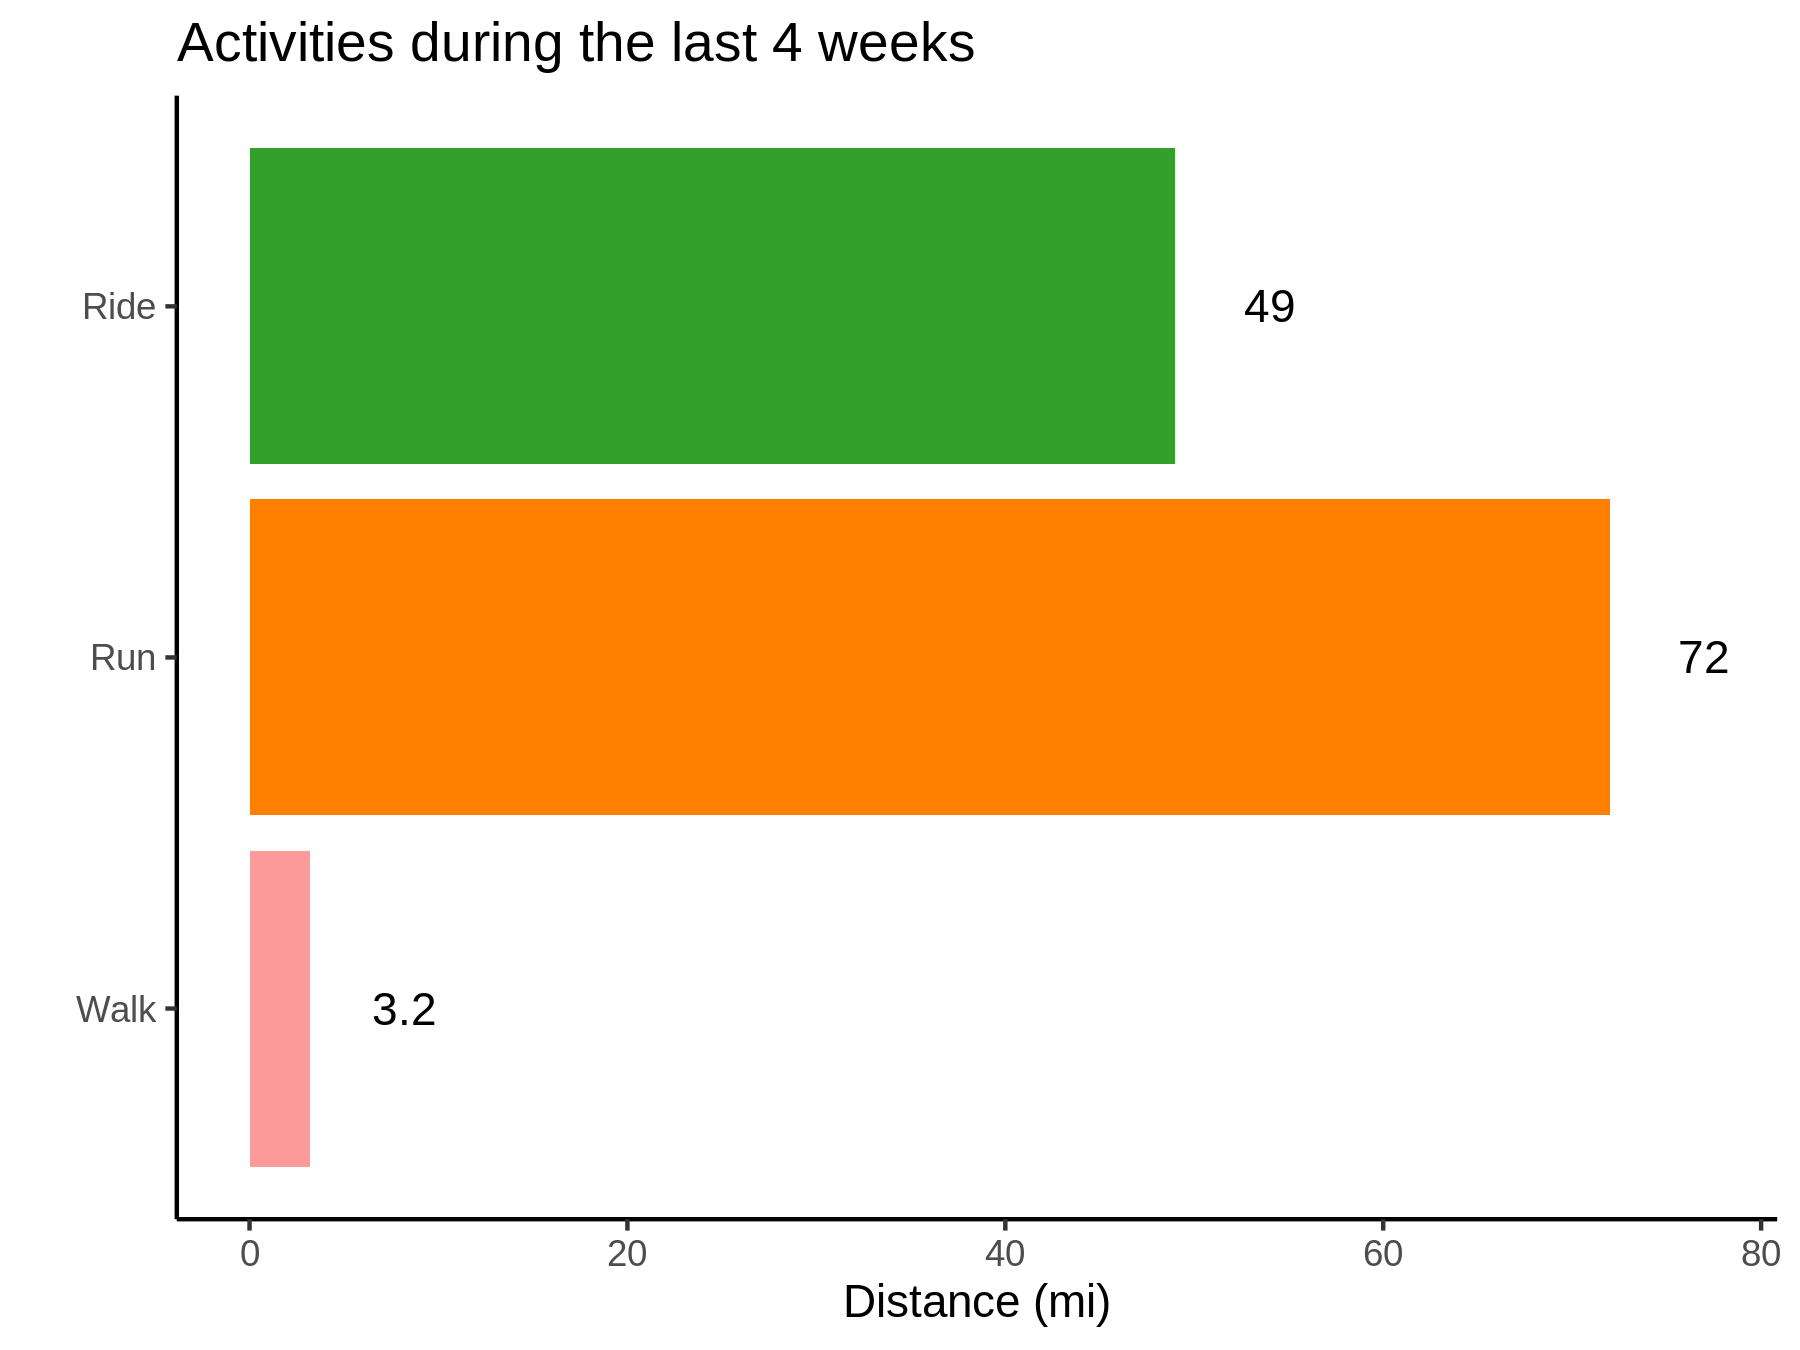 Activities during the last 4 weeks
Ride
49
Run
72
Walk
3.2
0 20 40 60 80
Distance (mi)